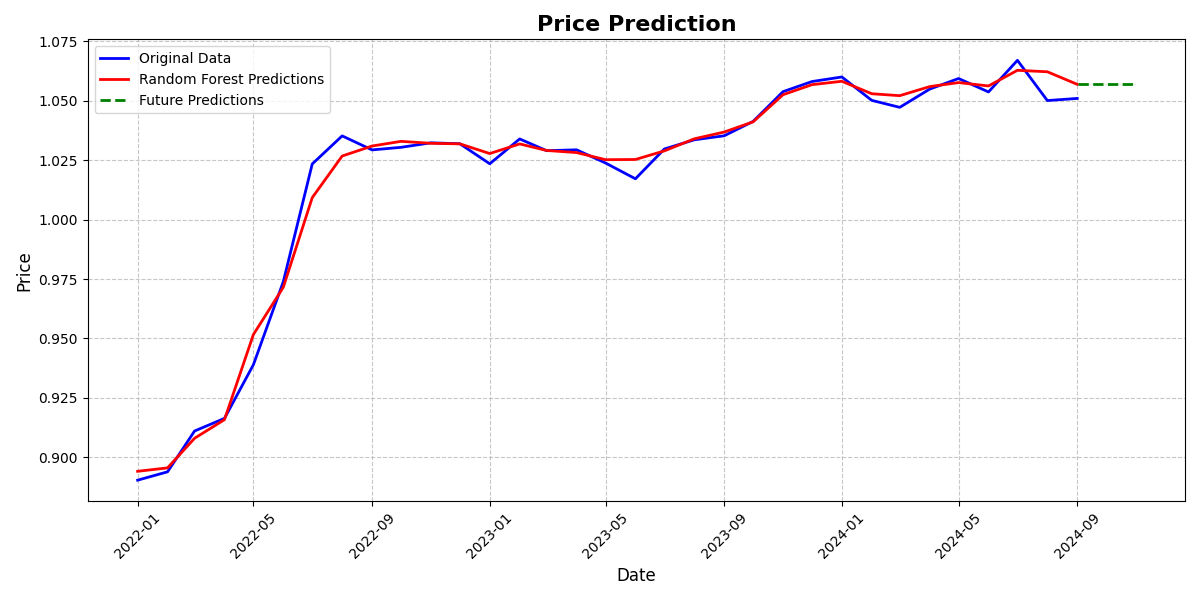 Price Prediction
Original Data
Random Forest Predictions
Future Predictions
Price
1.075
1.050
1.025
1.000
0.975
0.950
0.925
0.900
2022-01
2022-05
2022-09
2023-01
2023-05
2023-09
2024-01
2024-05
2024-09
Date